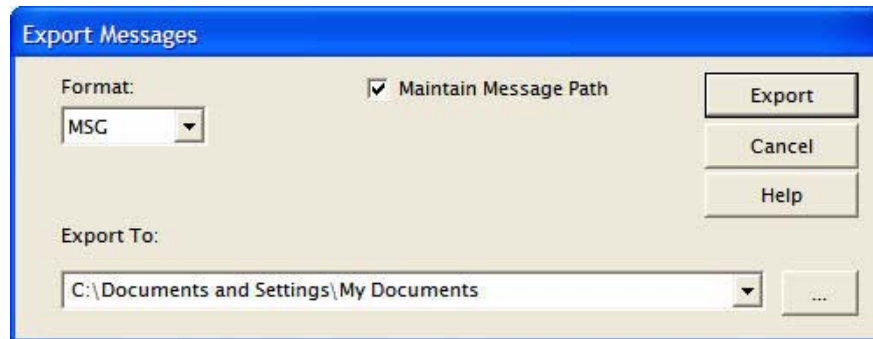 Export Messages
Format:
Maintain Message Path
Export
MSG
Cancel
Help
Export To:
C:\Documents and Settings\My Documents
...